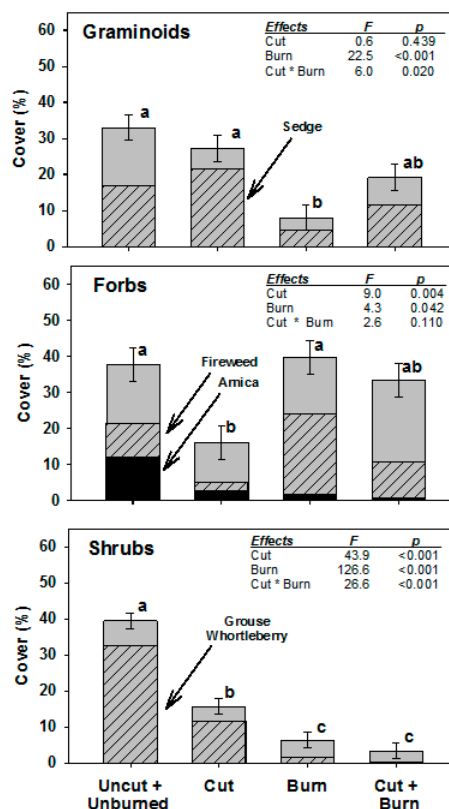 Graminoids
Effects F p
Cut 0.6 0.439
Burn 22.5 <0.001
Cut * Burn 6.0 0.020
Cover (%)
60
50
40
30
20
10
0
a
a
Sedge
b
ab
Forbs
Effects F p
Cut 9.0 0.004
Burn 4.3 0.042
Cut * Burn 2.6 0.110
Cover (%)
60
50
40
30
20
10
0
a
Fireweed
Arnica
b
a
ab
Shrubs
Effects F p
Cut 43.9 <0.001
Burn 126.6 <0.001
Cut * Burn 26.6 <0.001
Cover (%)
60
50
40
30
20
10
0
a
Grouse
Whortleberry
b
c
c
Uncut +
Unburned
Cut
Burn
Cut +
Burn